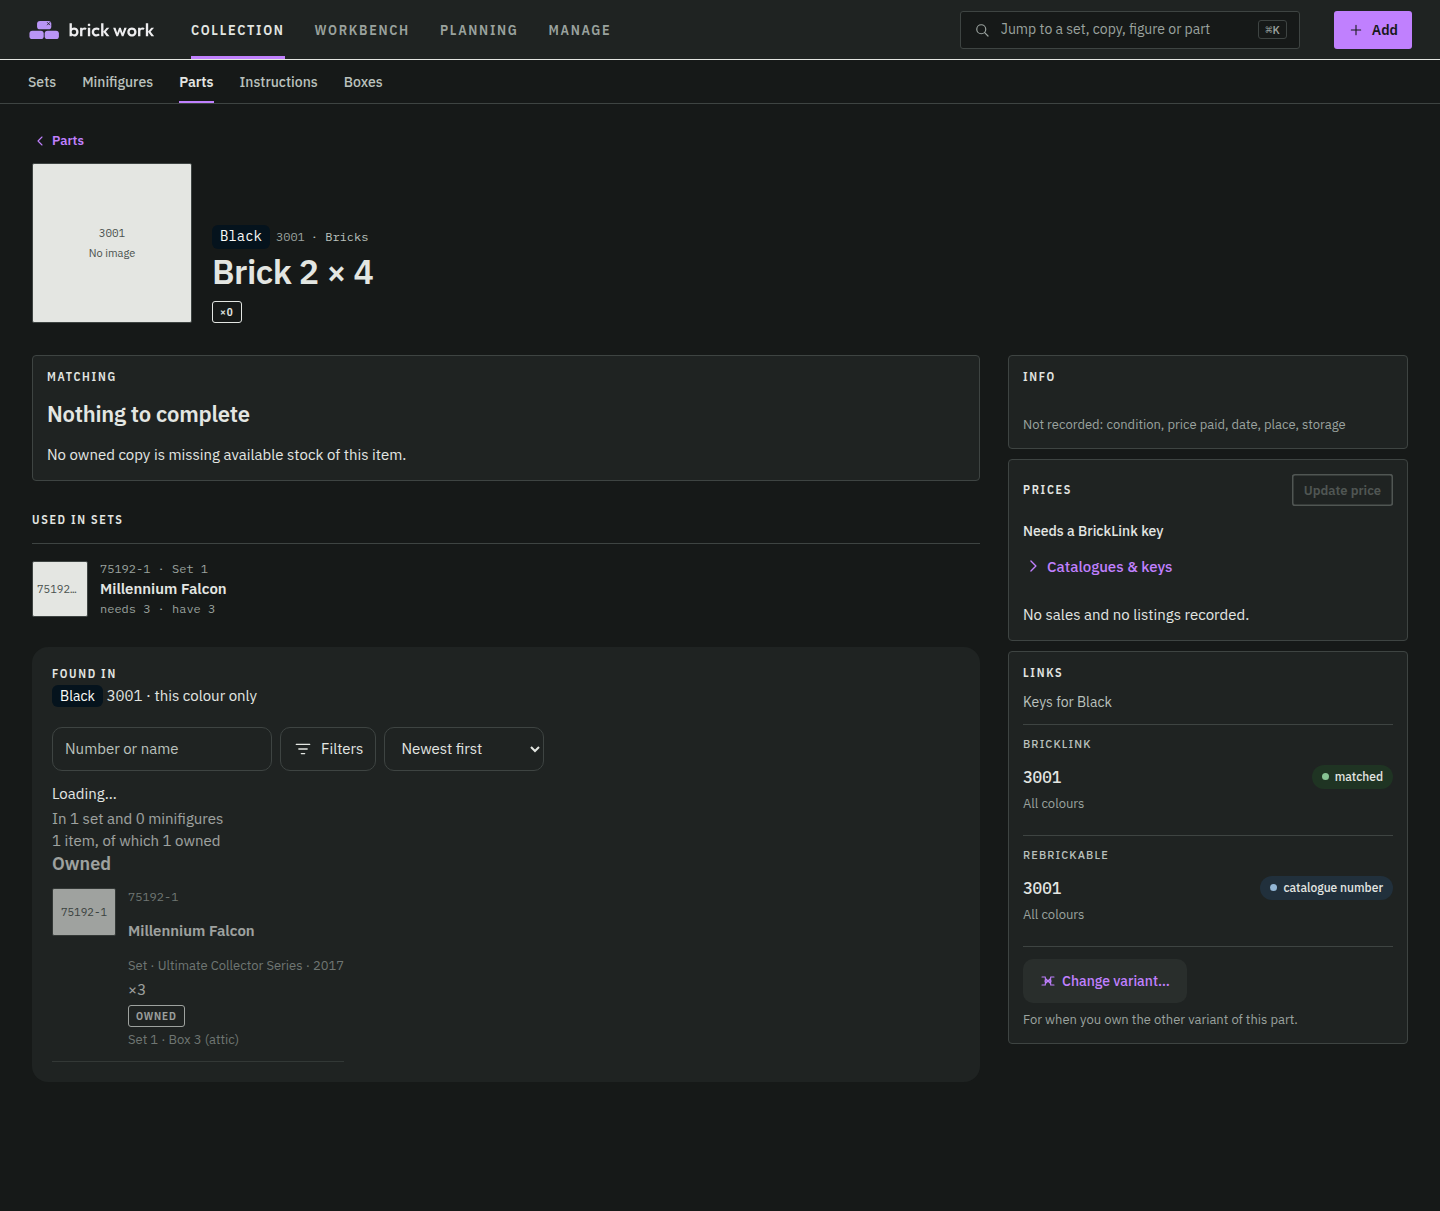 brick work
COLLECTION
WORKBENCH
PLANNING
MANAGE
Jump to a set, copy, figure or part
⌘K
+ Add
Sets
Minifigures
Parts
Instructions
Boxes
Parts
3001
No image
Black 3001 · Bricks
Brick 2 × 4
×0
MATCHING
Nothing to complete
No owned copy is missing available stock of this item.
USED IN SETS
75192…
75192-1 · Set 1
Millennium Falcon
needs 3 · have 3
FOUND IN
Black 3001 · this colour only
Number or name
Filters
Newest first
Loading…
In 1 set and 0 minifigures
1 item, of which 1 owned
Owned
75192-1
75192-1
Millennium Falcon
Set · Ultimate Collector Series · 2017
×3
OWNED
Set 1 · Box 3 (attic)
INFO
Not recorded: condition, price paid, date, place, storage
PRICES
Update price
Needs a BrickLink key
Catalogues & keys
No sales and no listings recorded.
LINKS
Keys for Black
BRICKLINK
3001
matched
All colours
REBRICKABLE
3001
catalogue number
All colours
Change variant…
For when you own the other variant of this part.